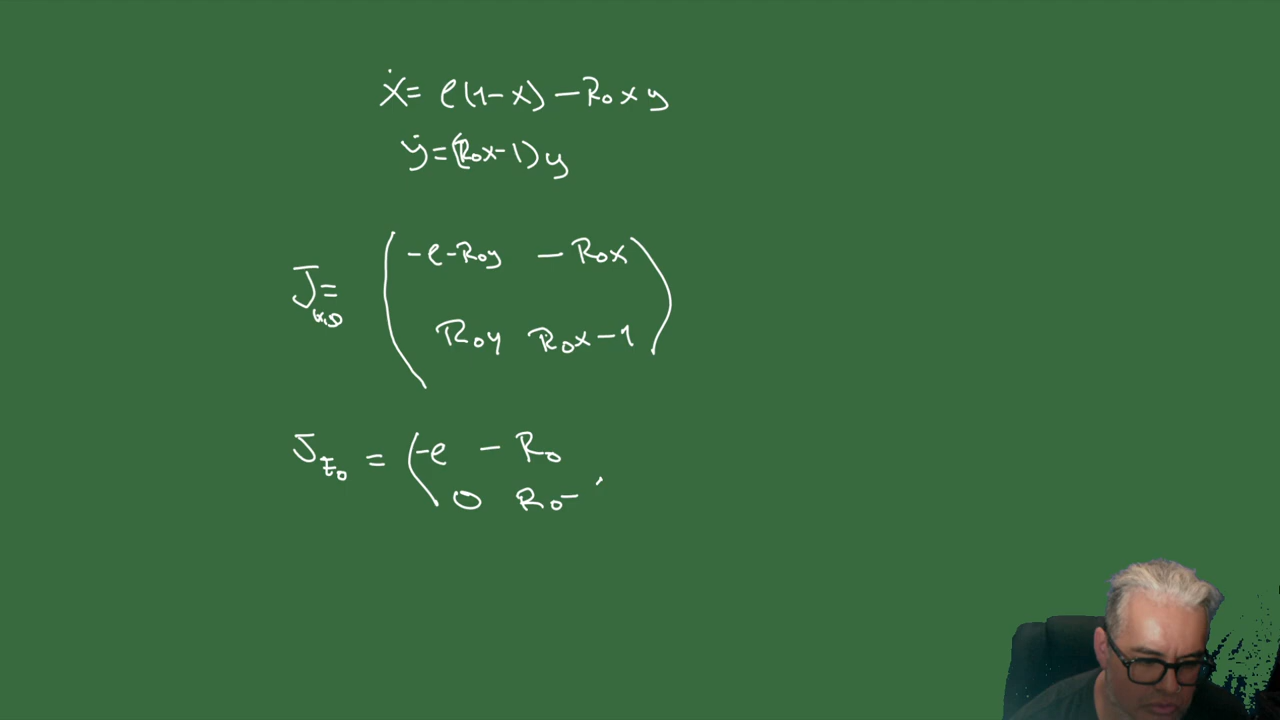 ẋ= e(1-x) - R₀xy
ẏ=(R₀x-1)y
J(x,y)= ( -e-R₀y -R₀x
R₀y R₀x-1 )
J_E₀ = ( -e -R₀
0 R₀-